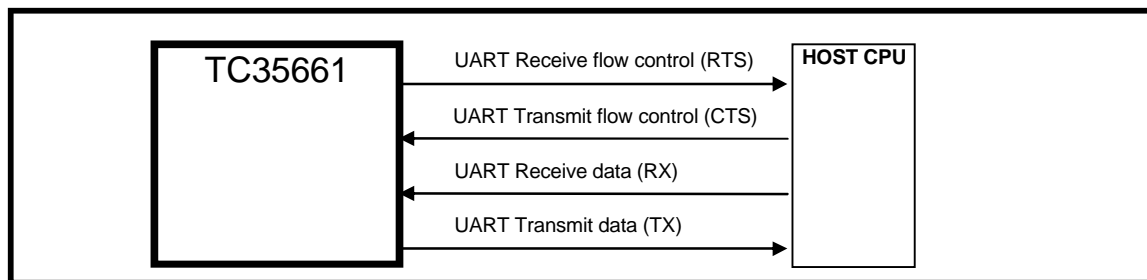 TC35661
UART Receive flow control (RTS)
HOST CPU
UART Transmit flow control (CTS)
UART Receive data (RX)
UART Transmit data (TX)